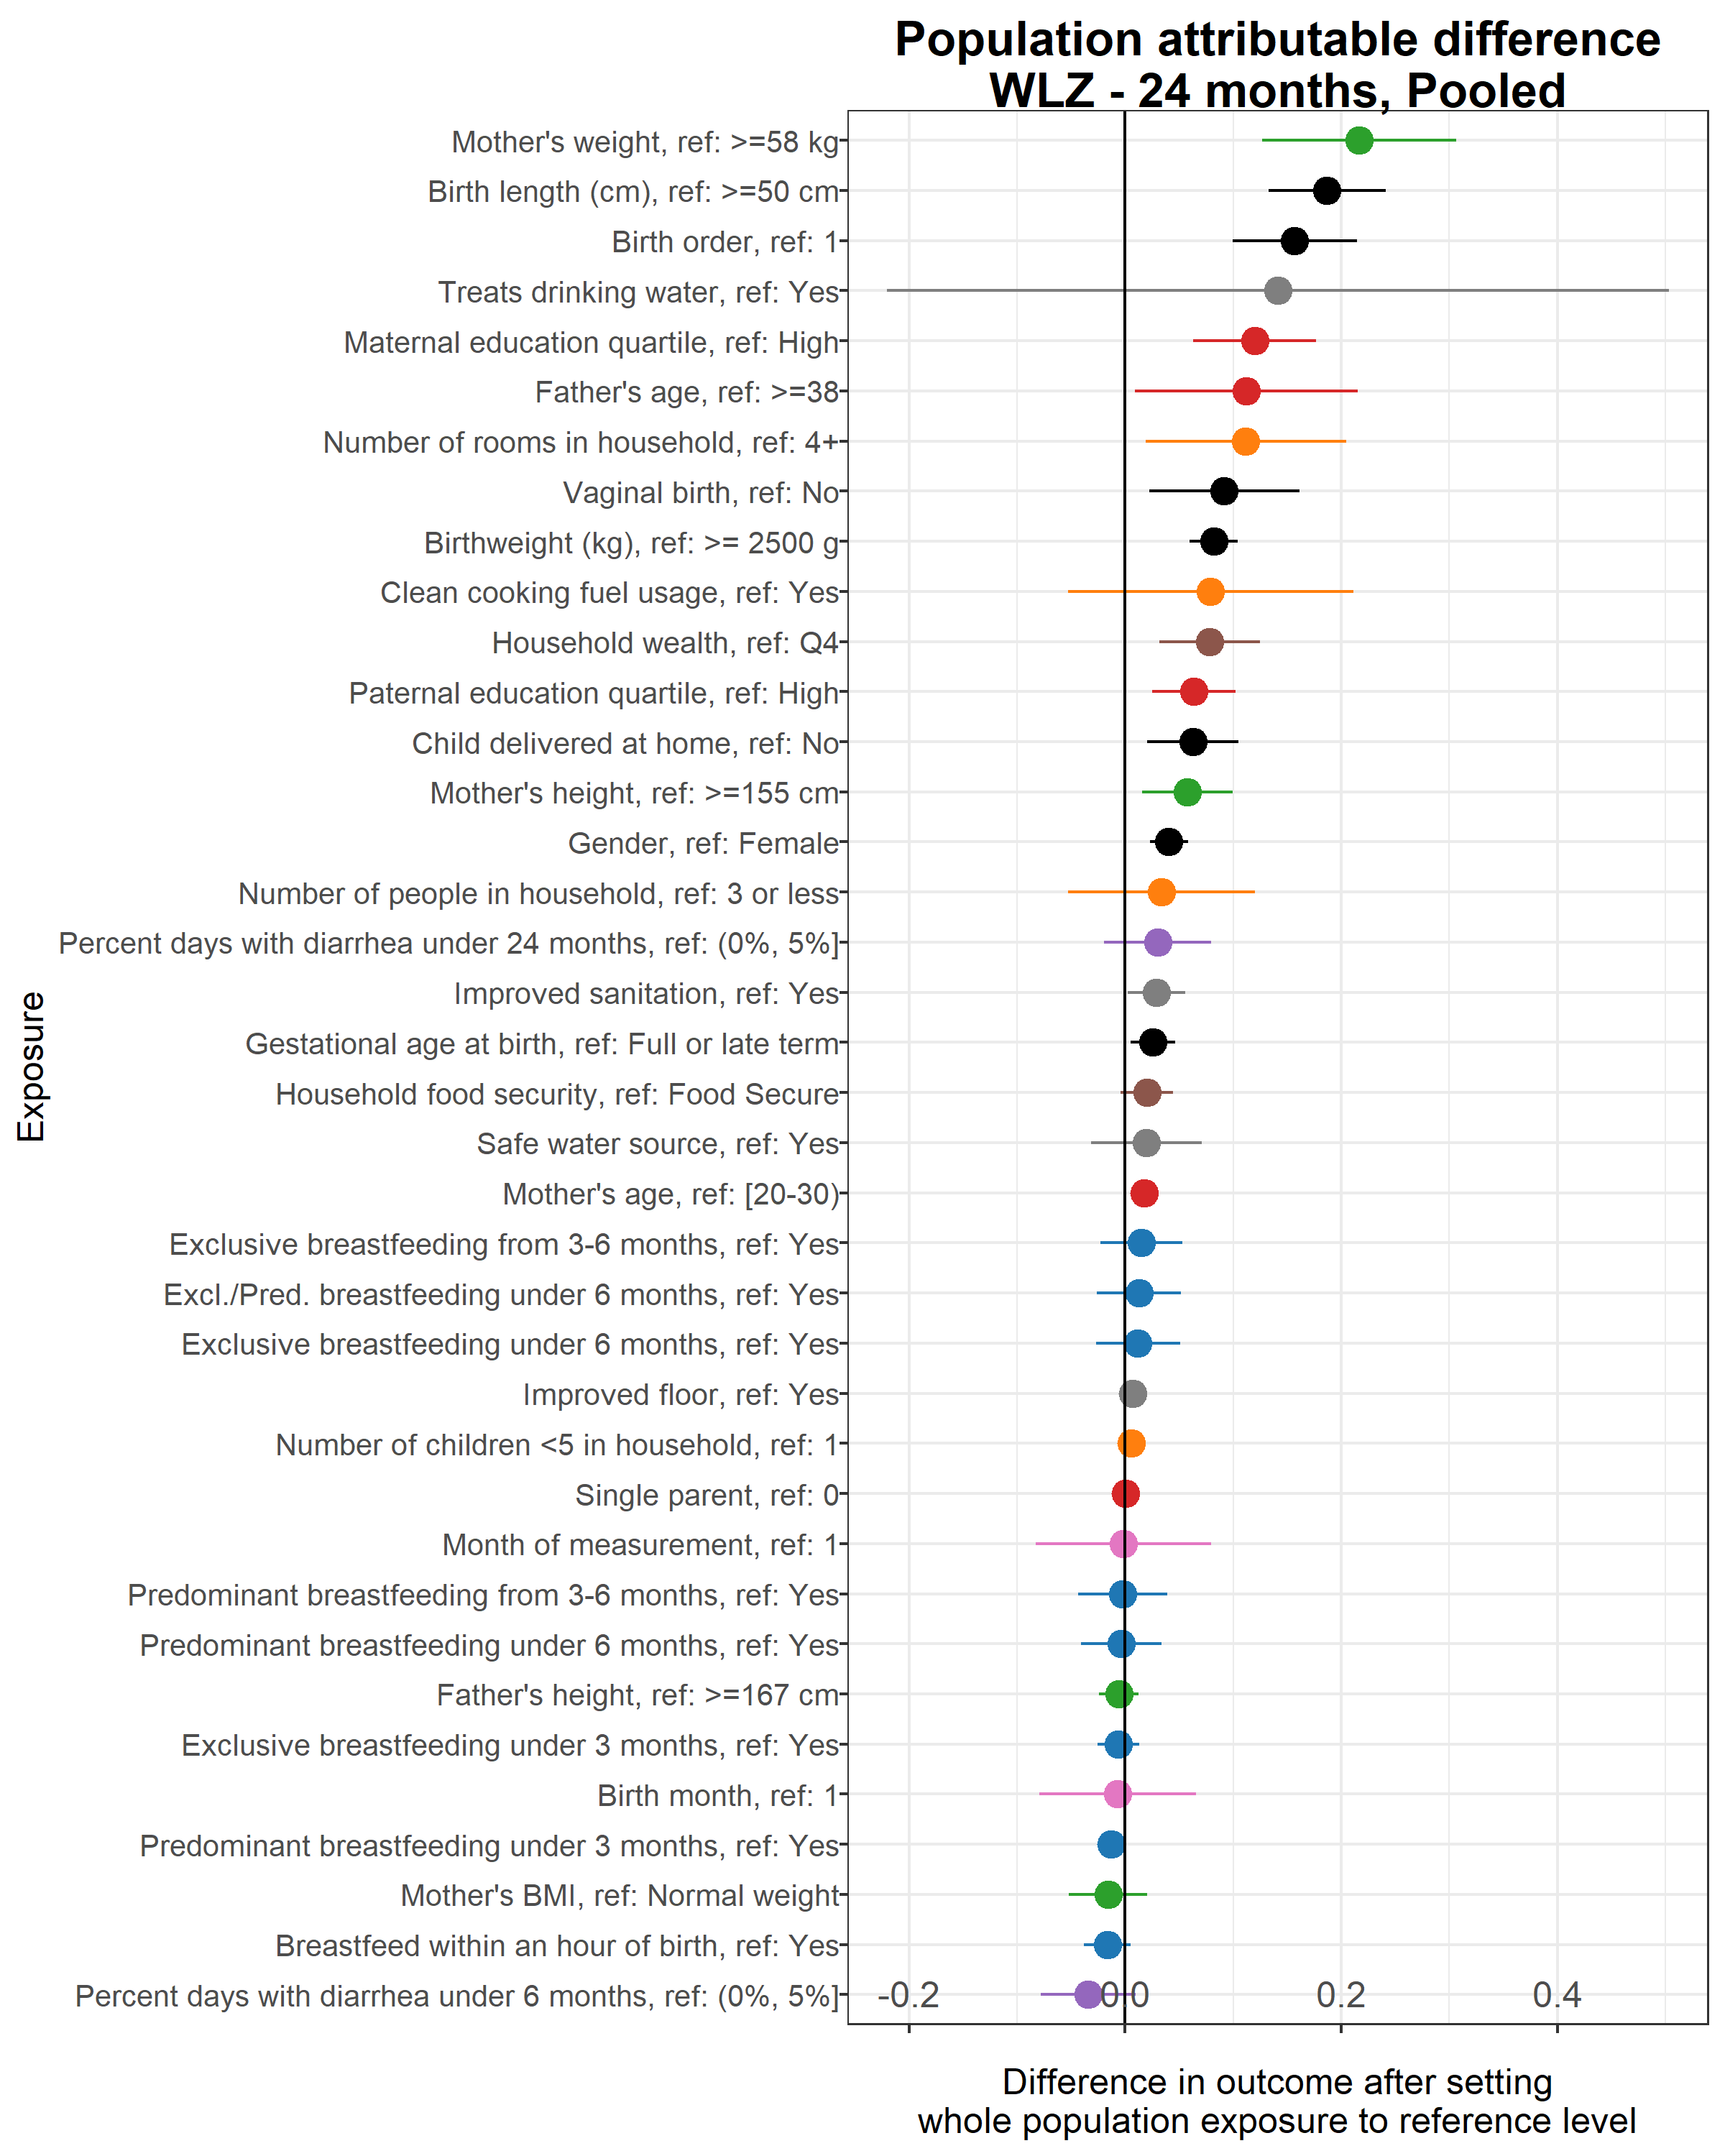 Population attributable difference
WLZ - 24 months, Pooled
Mother's weight, ref: >=58 kg
Birth length (cm), ref: >=50 cm
Birth order, ref: 1
Treats drinking water, ref: Yes
Maternal education quartile, ref: High
Father's age, ref: >=38
Number of rooms in household, ref: 4+
Vaginal birth, ref: No
Birthweight (kg), ref: >= 2500 g
Clean cooking fuel usage, ref: Yes
Household wealth, ref: Q4
Paternal education quartile, ref: High
Child delivered at home, ref: No
Mother's height, ref: >=155 cm
Gender, ref: Female
Number of people in household, ref: 3 or less
Percent days with diarrhea under 24 months, ref: (0%, 5%]
Improved sanitation, ref: Yes
Gestational age at birth, ref: Full or late term
Household food security, ref: Food Secure
Safe water source, ref: Yes
Mother's age, ref: [20-30)
Exclusive breastfeeding from 3-6 months, ref: Yes
Excl./Pred. breastfeeding under 6 months, ref: Yes
Exclusive breastfeeding under 6 months, ref: Yes
Improved floor, ref: Yes
Number of children <5 in household, ref: 1
Single parent, ref: 0
Month of measurement, ref: 1
Predominant breastfeeding from 3-6 months, ref: Yes
Predominant breastfeeding under 6 months, ref: Yes
Father's height, ref: >=167 cm
Exclusive breastfeeding under 3 months, ref: Yes
Birth month, ref: 1
Predominant breastfeeding under 3 months, ref: Yes
Mother's BMI, ref: Normal weight
Breastfeed within an hour of birth, ref: Yes
Percent days with diarrhea under 6 months, ref: (0%, 5%]
Exposure
-0.2 0.0 0.2 0.4
Difference in outcome after setting
whole population exposure to reference level